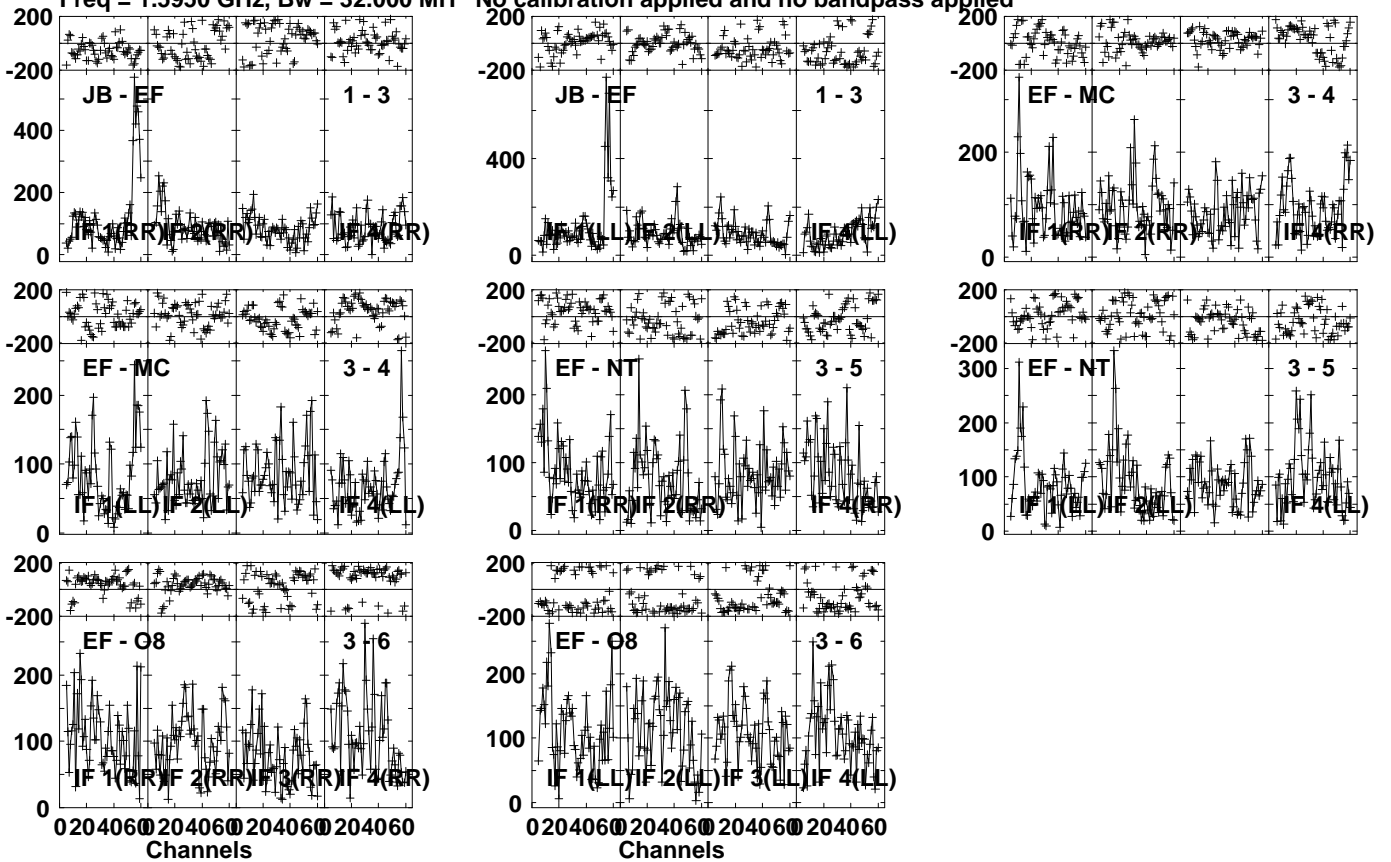 Freq = 1.5950 GHz, Bw = 32.000 MH No calibration applied and no bandpass applied
200
-200
JB - EF 1 - 3
400
200
0
IF 1(RR) IF 2(RR) IF 4(RR)
200
-200
JB - EF 1 - 3
400
0
IF 1(LL) IF 2(LL) IF 4(LL)
200
-200
EF - MC 3 - 4
200
0
IF 1(RR) IF 2(RR) IF 4(RR)
200
-200
EF - MC 3 - 4
200
100
0
IF 1(LL) IF 2(LL) IF 4(LL)
200
-200
EF - NT 3 - 5
200
100
0
IF 1(RR) IF 2(RR) IF 4(RR)
200
-200
EF - NT 3 - 5
300
200
100
0
IF 1(LL) IF 2(LL) IF 4(LL)
200
-200
EF - O8 3 - 6
200
100
0
IF 1(RR) IF 2(RR) IF 3(RR) IF 4(RR)
0 20 40 60 0 20 40 60 0 20 40 60 0 20 40 60
Channels
200
-200
EF - O8 3 - 6
200
100
0
IF 1(LL) IF 2(LL) IF 3(LL) IF 4(LL)
0 20 40 60 0 20 40 60 0 20 40 60 0 20 40 60
Channels